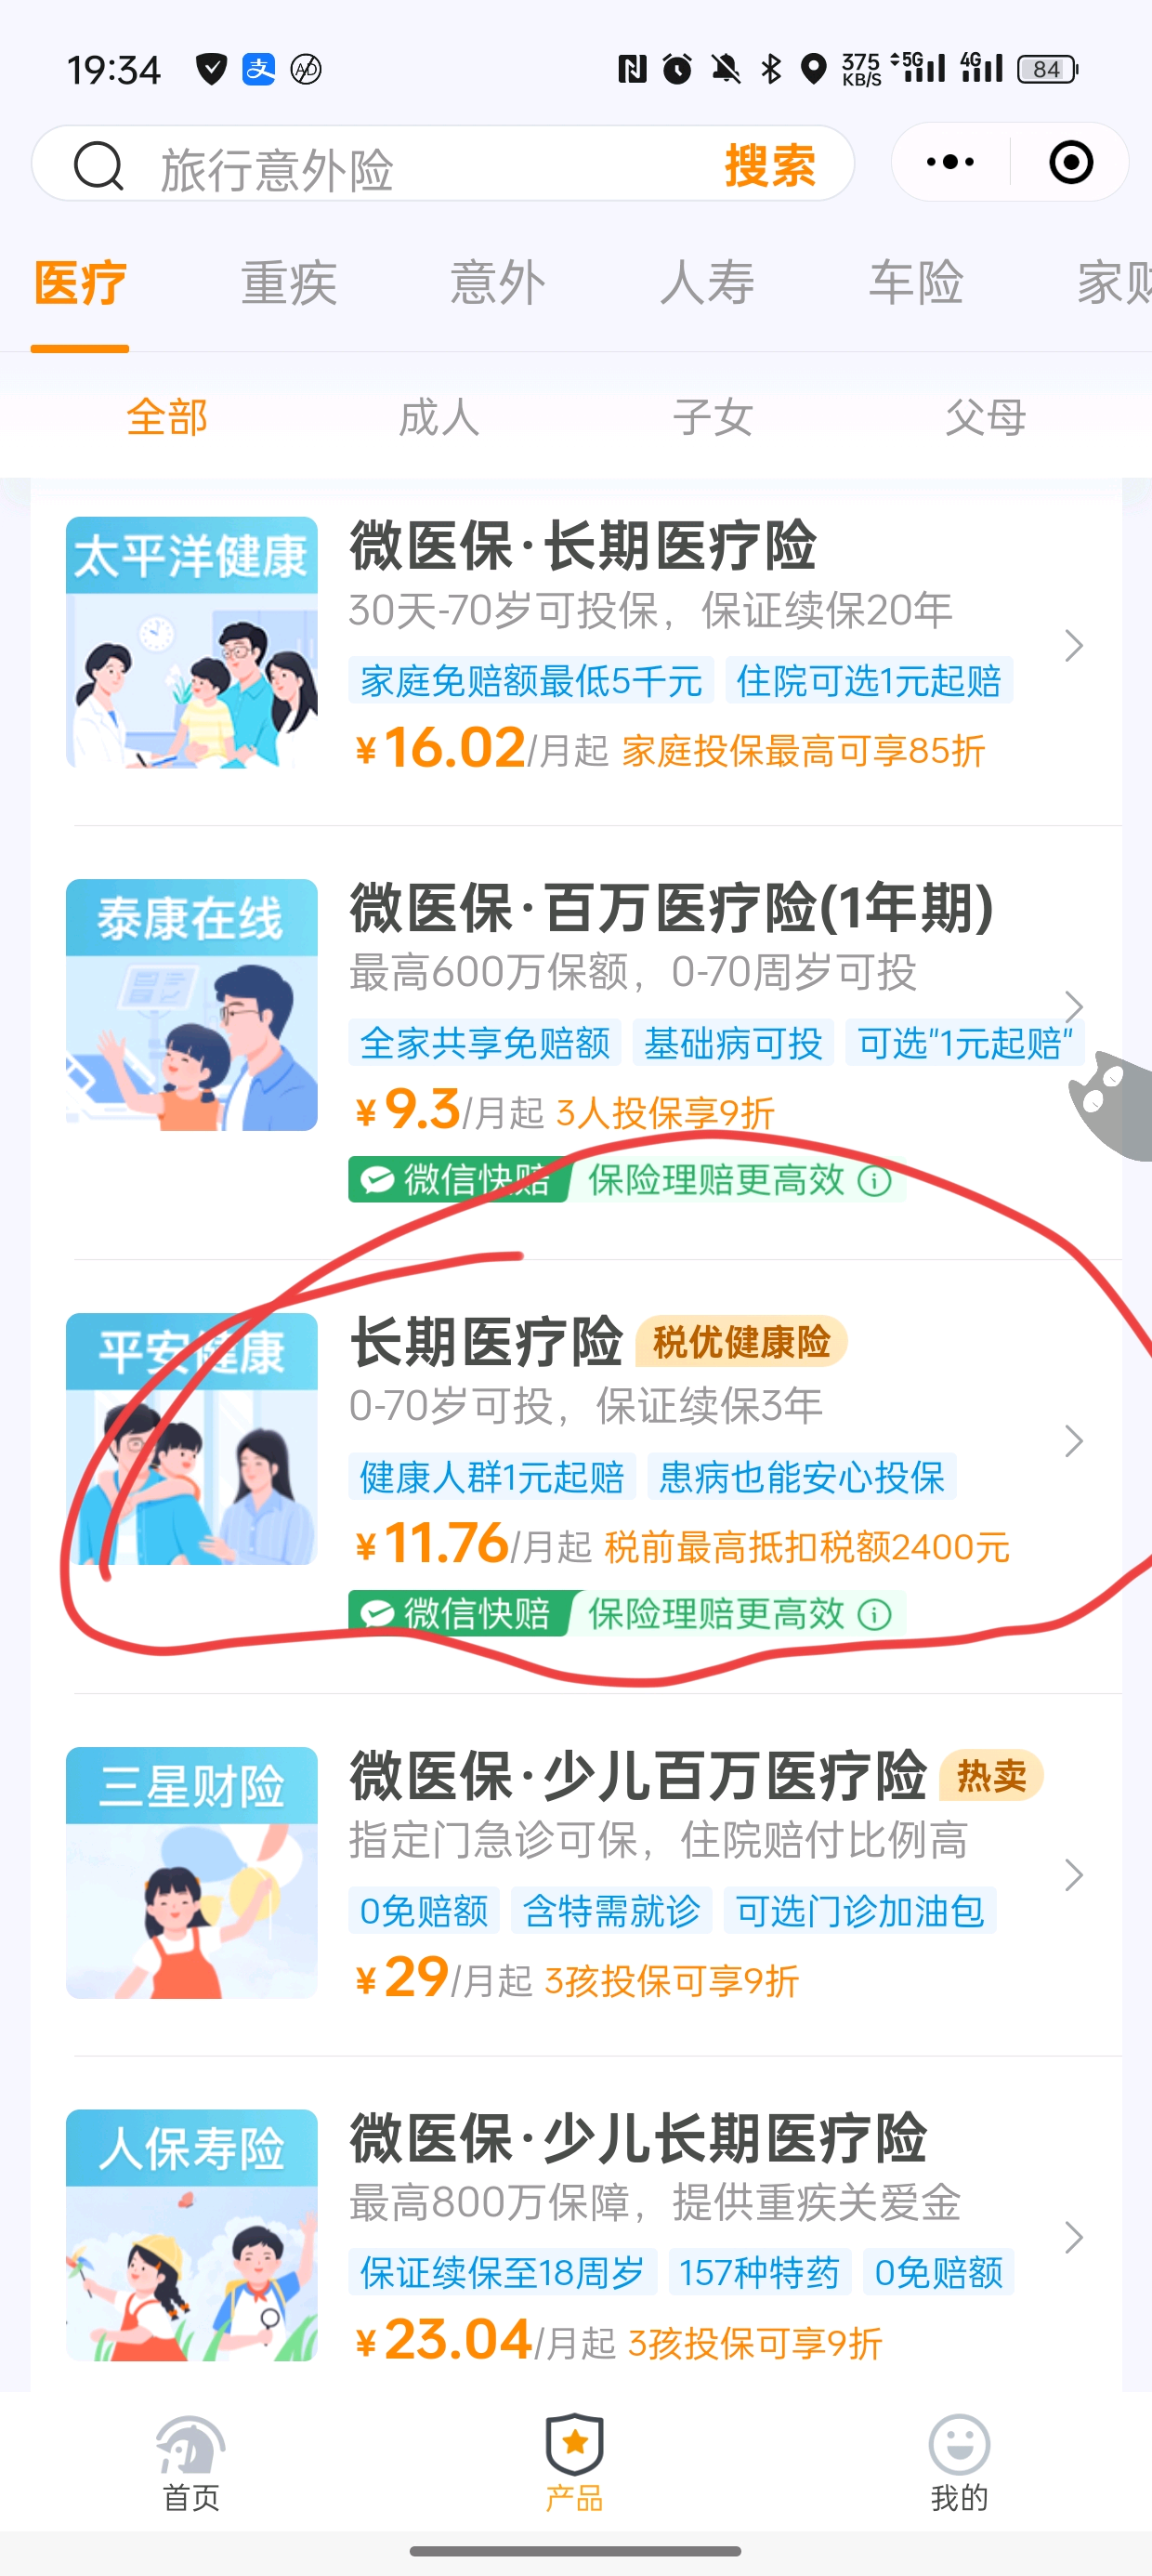 19:34 支 AD 375 KB/S 5G 4G 84
旅行意外险 搜索
医疗 重疾 意外 人寿 车险 家财
全部 成人 子女 父母
太平洋健康
微医保·长期医疗险
30天-70岁可投保，保证续保20年
家庭免赔额最低5千元 住院可选1元起赔
¥16.02/月起 家庭投保最高可享85折
泰康在线
微医保·百万医疗险(1年期)
最高600万保额，0-70周岁可投
全家共享免赔额 基础病可投 可选"1元起赔"
¥9.3/月起 3人投保享9折
微信快赔 保险理赔更高效
平安健康
长期医疗险 税优健康险
0-70岁可投，保证续保3年
健康人群1元起赔 患病也能安心投保
¥11.76/月起 税前最高抵扣税额2400元
微信快赔 保险理赔更高效
三星财险
微医保·少儿百万医疗险 热卖
指定门急诊可保，住院赔付比例高
0免赔额 含特需就诊 可选门诊加油包
¥29/月起 3孩投保可享9折
人保寿险
微医保·少儿长期医疗险
最高800万保障，提供重疾关爱金
保证续保至18周岁 157种特药 0免赔额
¥23.04/月起 3孩投保可享9折
首页 产品 我的